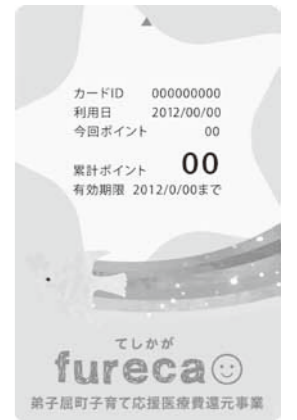 カードID 000000000
利用日 2012/00/00
今回ポイント 00
累計ポイント 00
有効期限 2012/0/00まで
てしかが
fureca
弟子屈町子育て応援医療費還元事業